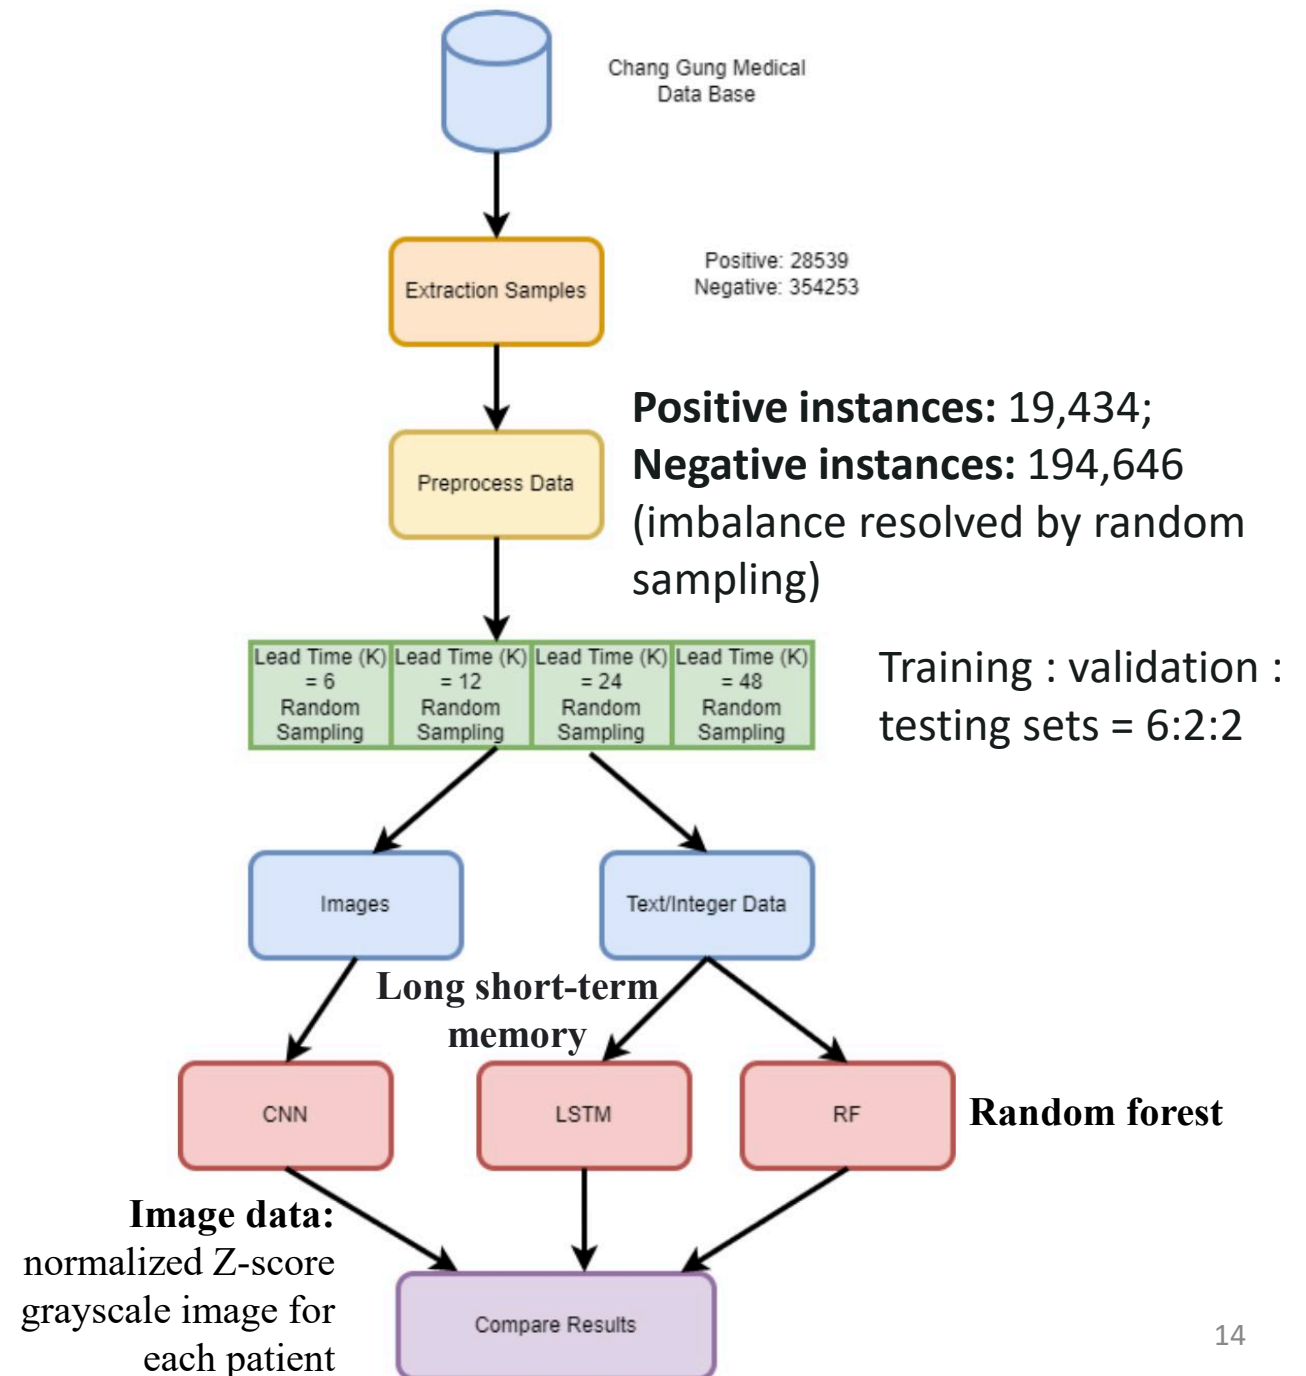 Chang Gung Medical
Data Base
Extraction Samples
Positive: 28539
Negative: 354253
Preprocess Data
Positive instances: 19,434;
Negative instances: 194,646
(imbalance resolved by random
sampling)
Lead Time (K)
= 6
Random
Sampling
Lead Time (K)
= 12
Random
Sampling
Lead Time (K)
= 24
Random
Sampling
Lead Time (K)
= 48
Random
Sampling
Training : validation :
testing sets = 6:2:2
Images
Text/Integer Data
Long short-term
memory
CNN
LSTM
RF
Random forest
Image data:
normalized Z-score
grayscale image for
each patient
Compare Results
14